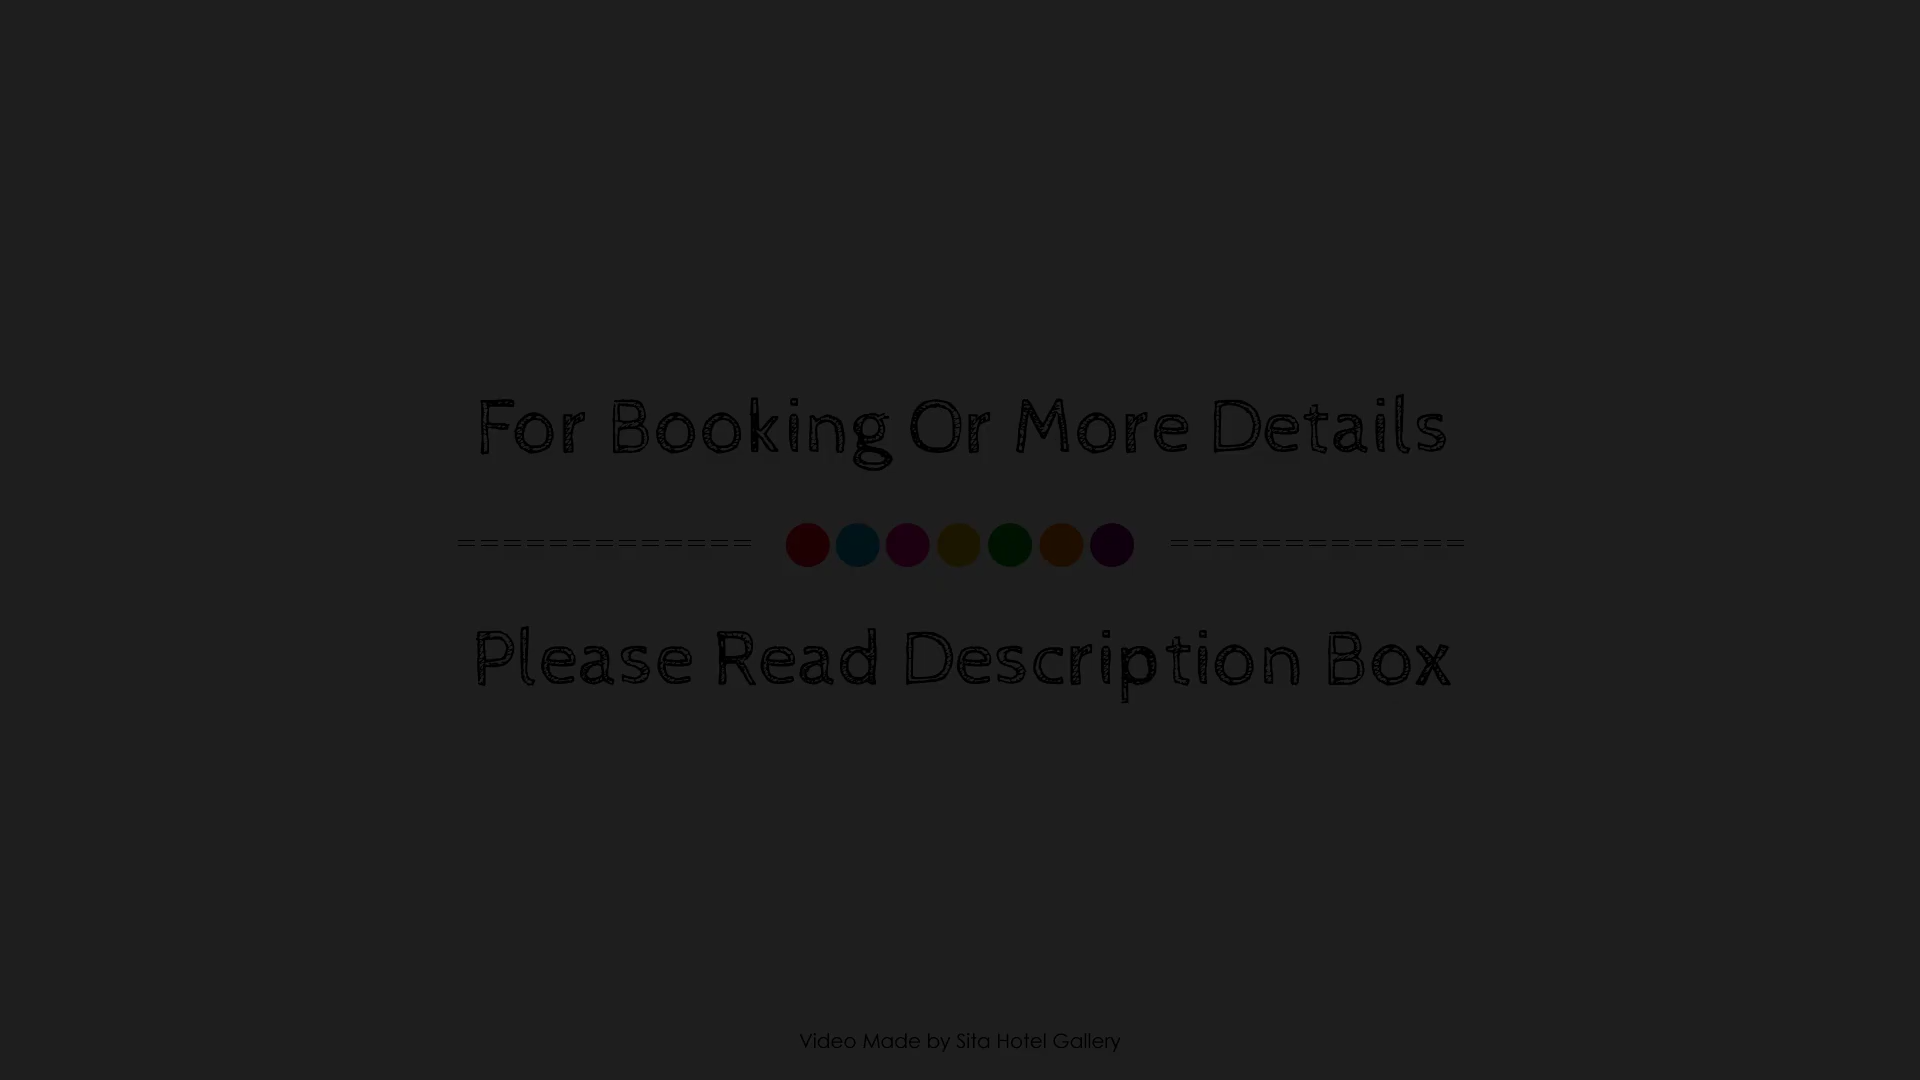 For Booking Or More Details
============= =============
Please Read Description Box
Video Made by Sita Hotel Gallery